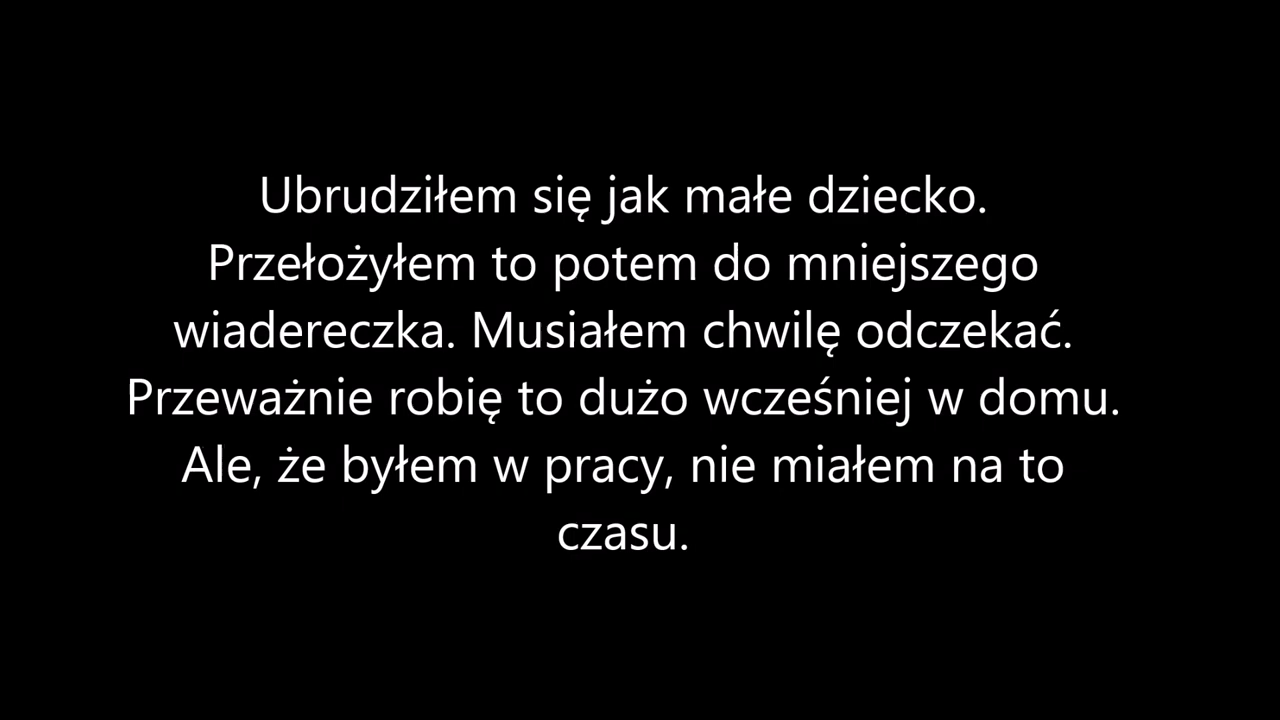 Ubrudziłem się jak małe dziecko.
Przełożyłem to potem do mniejszego
wiadereczka. Musiałem chwilę odczekać.
Przeważnie robię to dużo wcześniej w domu.
Ale, że byłem w pracy, nie miałem na to
czasu.